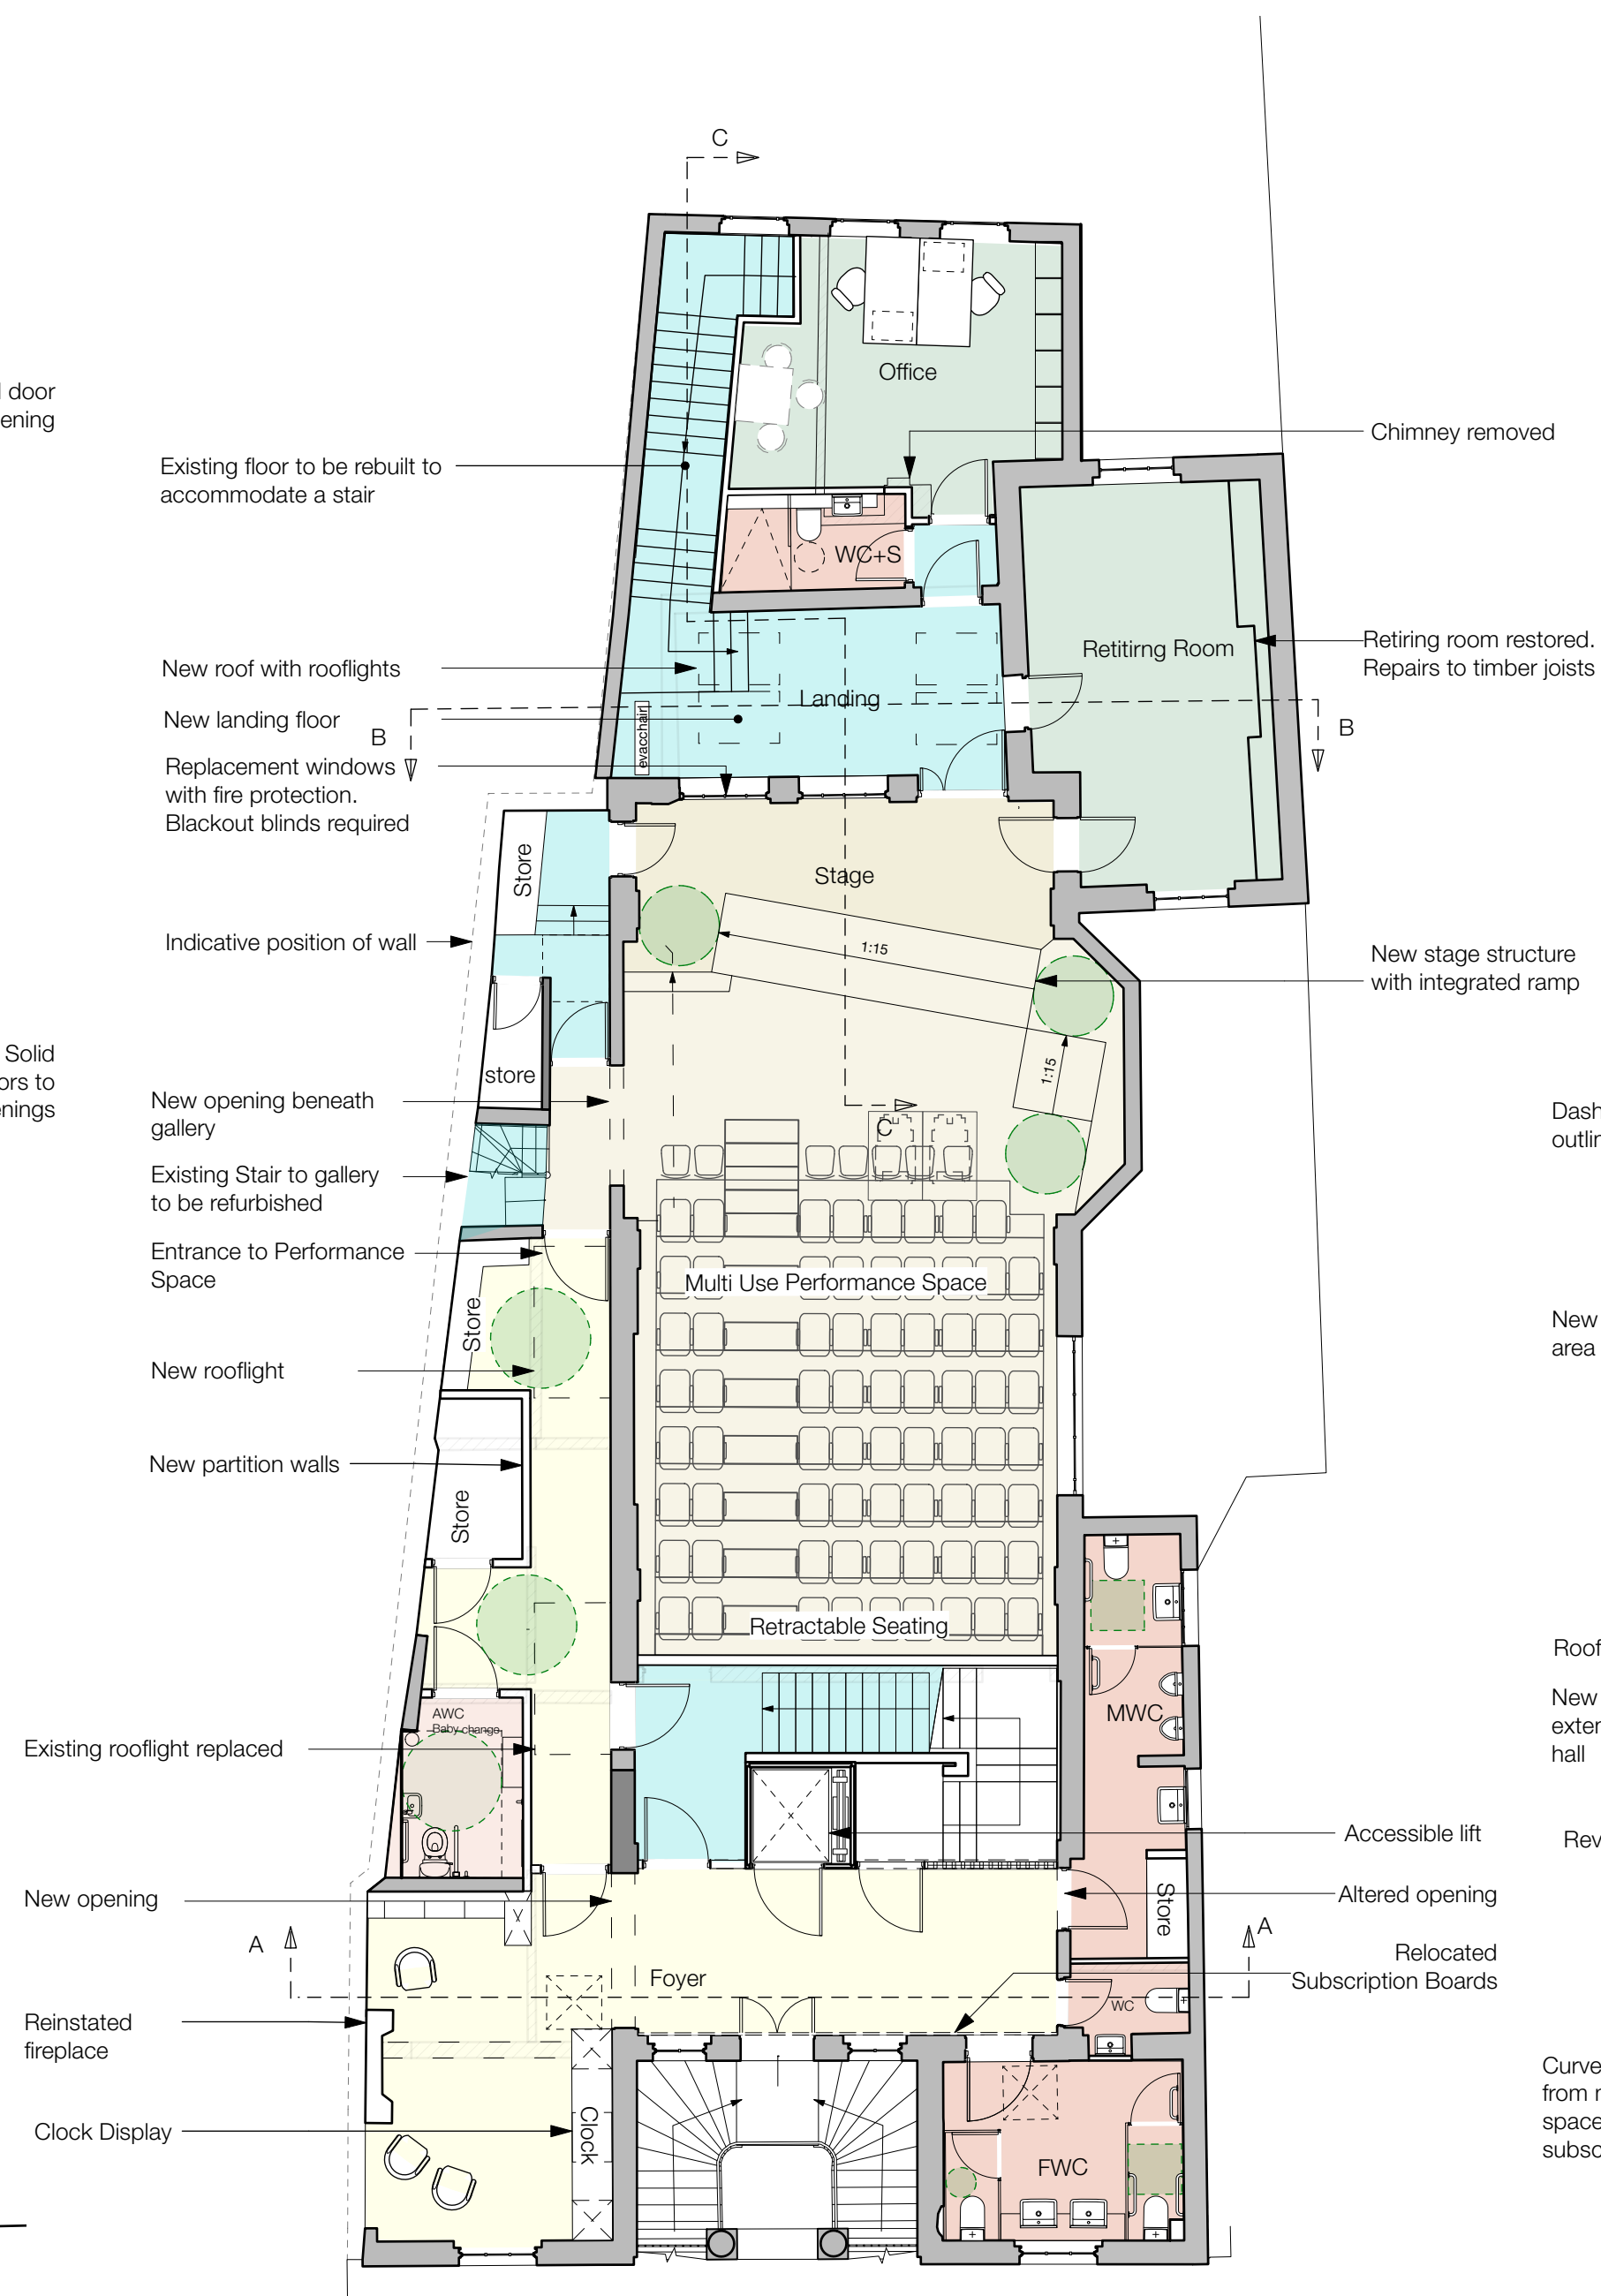 C
door
ening
Office
Chimney removed
Existing floor to be rebuilt to
accommodate a stair
WC+S
Retitirng Room
Retiring room restored.
Repairs to timber joists
New roof with rooflights
Landing
New landing floor
evacchair
B
B
Replacement windows
with fire protection.
Blackout blinds required
Store
Stage
Indicative position of wall
1:15
New stage structure
with integrated ramp
Solid
ors to
enings
store
1:15
New opening beneath
gallery
C
Dash
outlin
Existing Stair to gallery
to be refurbished
Entrance to Performance
Space
Multi Use Performance Space
Store
New
area
New rooflight
New partition walls
Store
Retractable Seating
Roof
New
exter
hall
MWC
AWC
Baby change
Existing rooflight replaced
Accessible lift
Rev
New opening
Altered opening
Store
A
A
Relocated
Subscription Boards
Foyer
WC
Reinstated
fireplace
Curve
from r
space
subsc
Clock Display
Clock
FWC